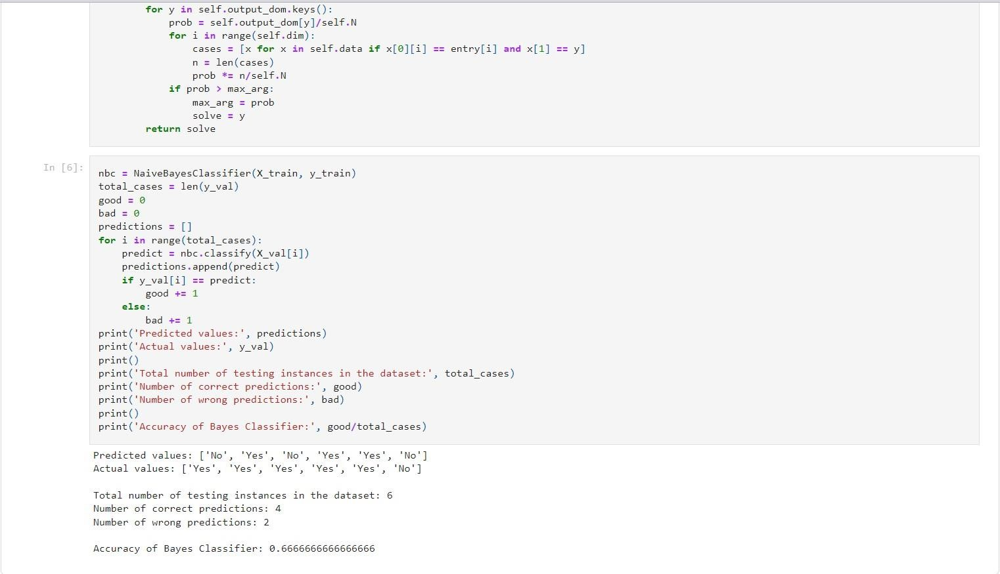 for y in self.output_dom.keys():
            prob = self.output_dom[y]/self.N
            for i in range(self.dim):
                cases = [x for x in self.data if x[0][i] == entry[i] and x[1] == y]
                n = len(cases)
                prob *= n/self.N
            if prob > max_arg:
                max_arg = prob
                solve = y
        return solve
In [6]:
nbc = NaiveBayesClassifier(X_train, y_train)
total_cases = len(y_val)
good = 0
bad = 0
predictions = []
for i in range(total_cases):
    predict = nbc.classify(X_val[i])
    predictions.append(predict)
    if y_val[i] == predict:
        good += 1
    else:
        bad += 1
print('Predicted values:', predictions)
print('Actual values:', y_val)
print()
print('Total number of testing instances in the dataset:', total_cases)
print('Number of correct predictions:', good)
print('Number of wrong predictions:', bad)
print()
print('Accuracy of Bayes Classifier:', good/total_cases)
Predicted values: ['No', 'Yes', 'No', 'Yes', 'Yes', 'No']
Actual values: ['Yes', 'Yes', 'Yes', 'Yes', 'Yes', 'No']
Total number of testing instances in the dataset: 6
Number of correct predictions: 4
Number of wrong predictions: 2
Accuracy of Bayes Classifier: 0.6666666666666666